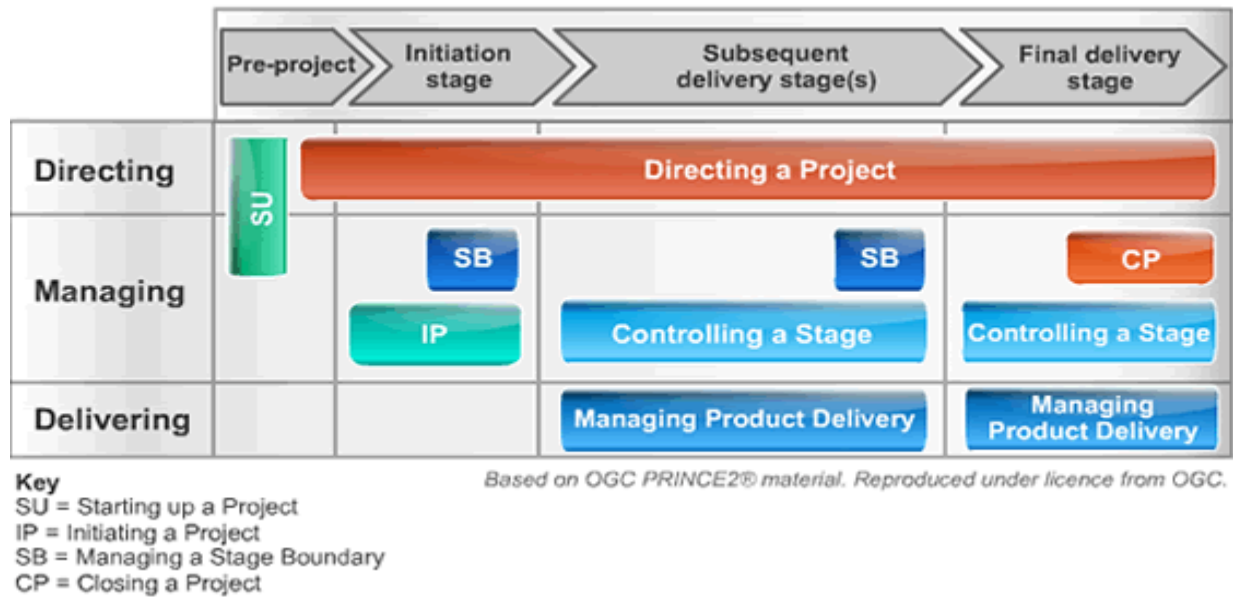 Pre-project
Initiation
stage
Subsequent
delivery stage(s)
Final delivery
stage
Directing
SU
Directing a Project
Managing
SB
SB
CP
IP
Controlling a Stage
Controlling a Stage
Delivering
Managing Product Delivery
Managing
Product Delivery
Key
Based on OGC PRINCE2® material. Reproduced under licence from OGC.
SU = Starting up a Project
IP = Initiating a Project
SB = Managing a Stage Boundary
CP = Closing a Project